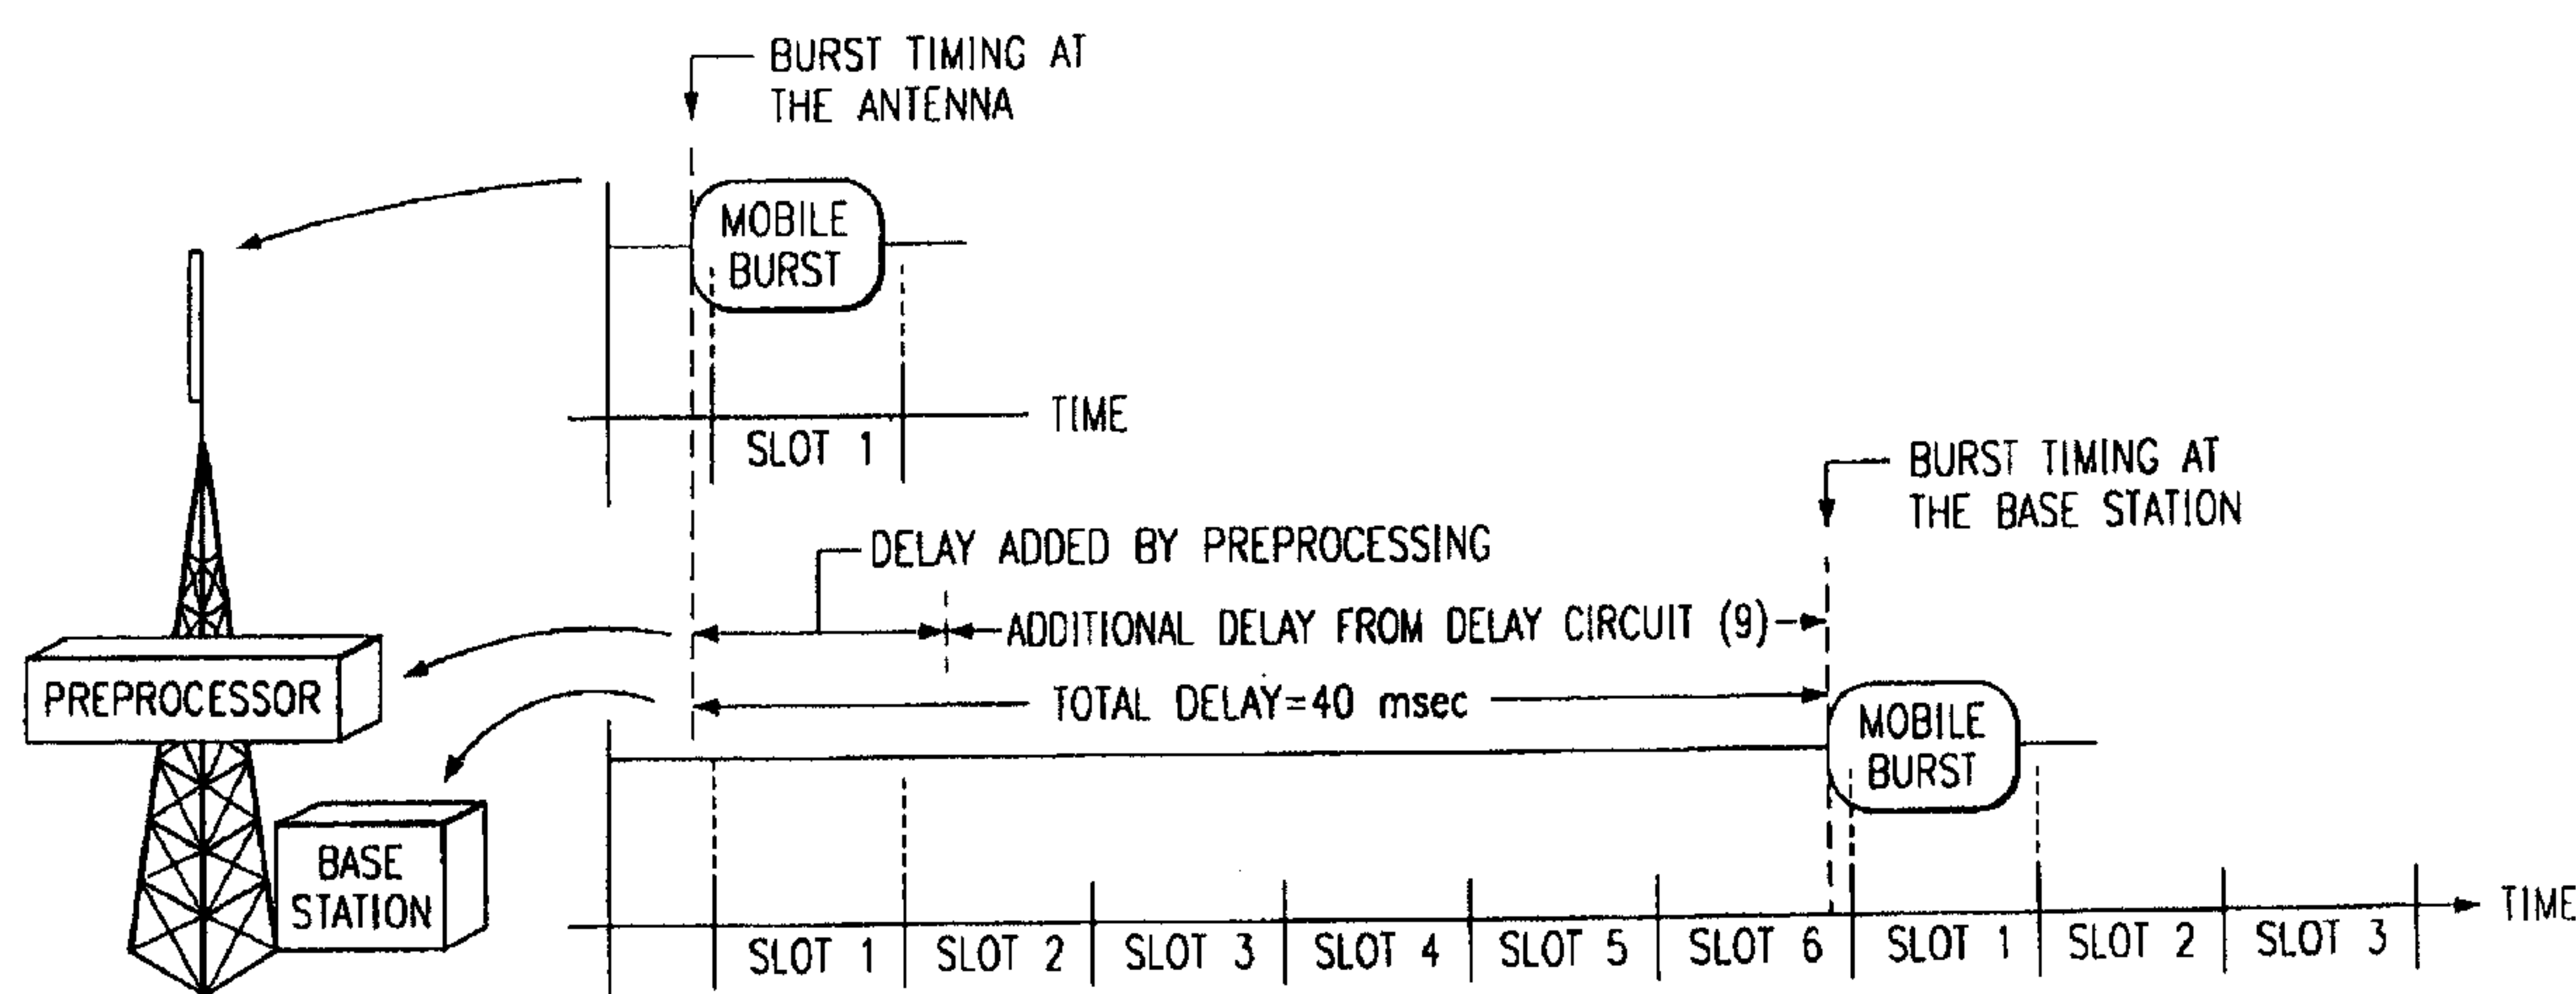 BURST TIMING AT
THE ANTENNA
MOBILE
BURST
TIME
SLOT 1
BURST TIMING AT
THE BASE STATION
DELAY ADDED BY PREPROCESSING
ADDITIONAL DELAY FROM DELAY CIRCUIT (9)
PREPROCESSOR
TOTAL DELAY=40 msec
MOBILE
BURST
BASE
STATION
TIME
SLOT 1 SLOT 2 SLOT 3 SLOT 4 SLOT 5 SLOT 6 SLOT 1 SLOT 2 SLOT 3